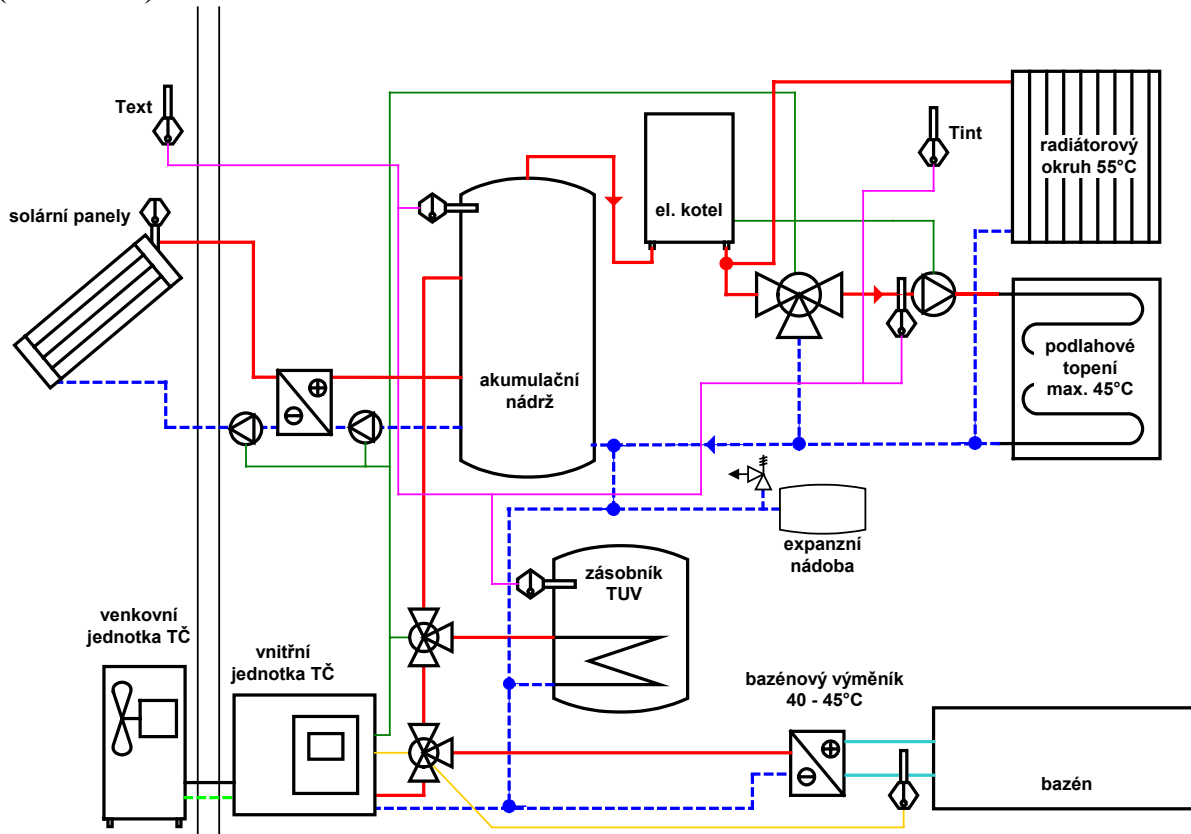 Text
Tint
radiátorový
okruh 55°C
el. kotel
solární panely
podlahové
topení
max. 45°C
akumulační
nádrž
expanzní
nádoba
zásobník
TUV
venkovní
jednotka TČ
vnitřní
jednotka TČ
bazénový výměník
40 - 45°C
bazén